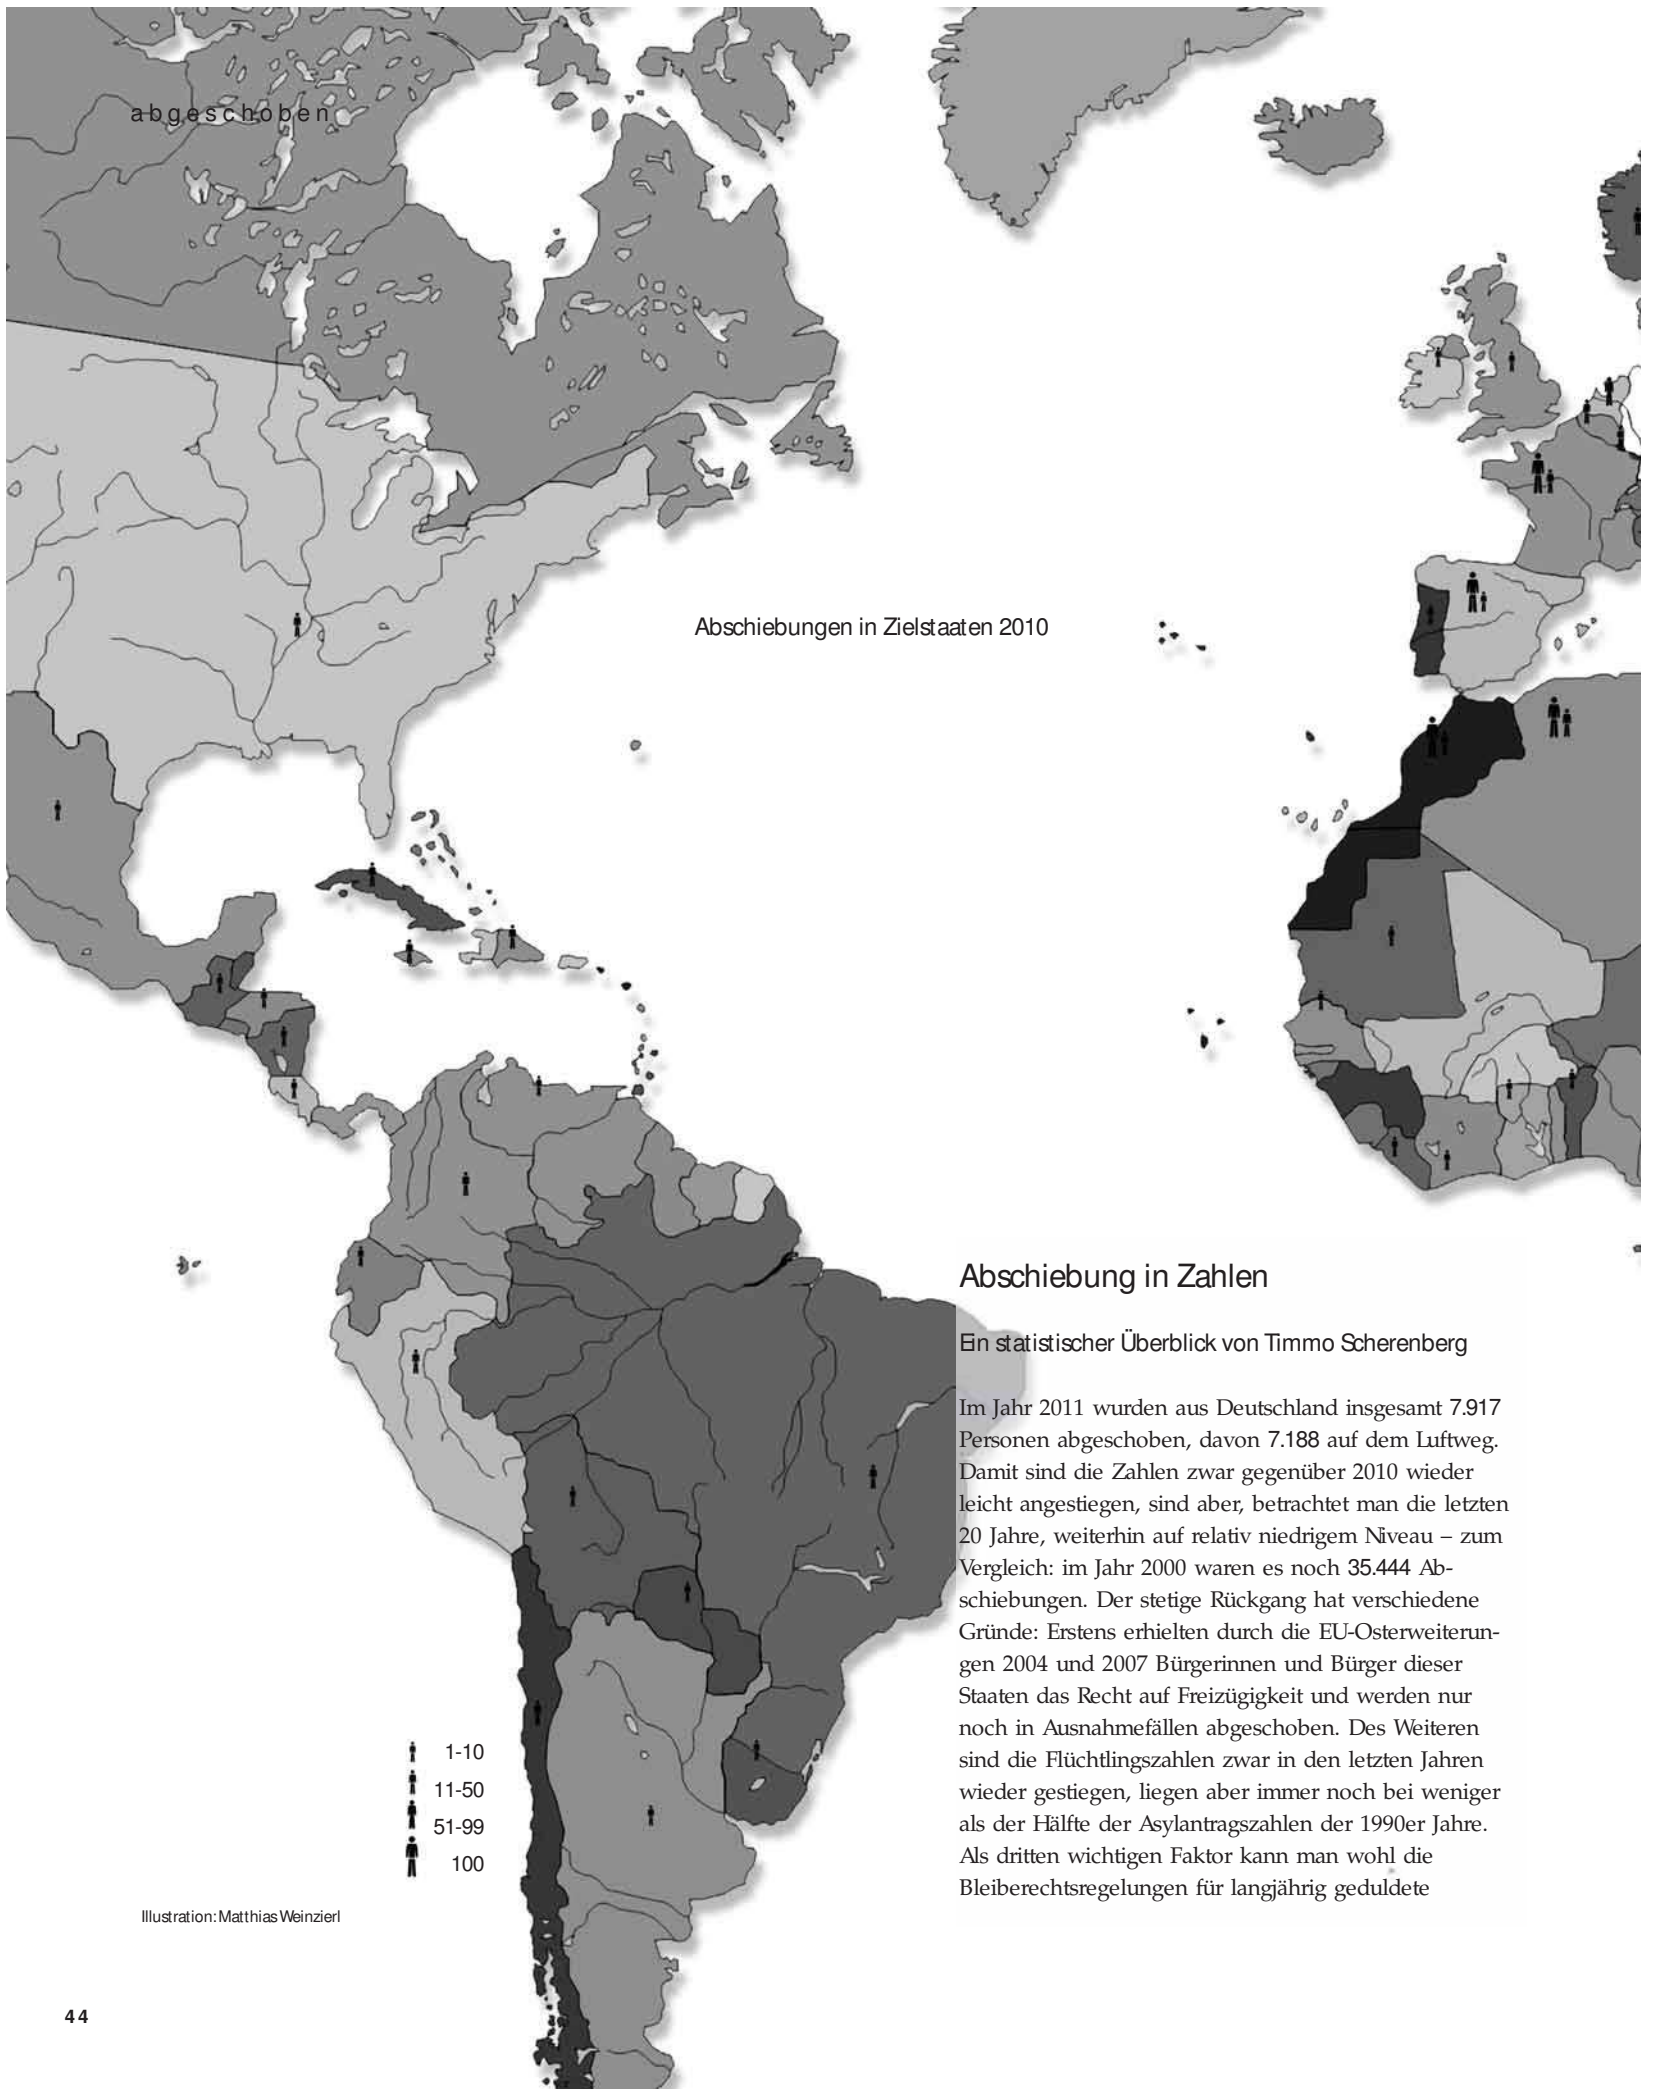 abgeschoben
Abschiebungen in Zielstaaten 2010
Abschiebung in Zahlen
Ein statistischer Überblick von Timmo Scherenberg
Im Jahr 2011 wurden aus Deutschland insgesamt 7.917
Personen abgeschoben, davon 7.188 auf dem Luftweg.
Damit sind die Zahlen zwar gegenüber 2010 wieder
leicht angestiegen, sind aber, betrachtet man die letzten
20 Jahre, weiterhin auf relativ niedrigem Niveau – zum
Vergleich: im Jahr 2000 waren es noch 35.444 Ab-
schiebungen. Der stetige Rückgang hat verschiedene
Gründe: Erstens erhielten durch die EU-Osterweiterun-
gen 2004 und 2007 Bürgerinnen und Bürger dieser
Staaten das Recht auf Freizügigkeit und werden nur
noch in Ausnahmefällen abgeschoben. Des Weiteren
sind die Flüchtlingszahlen zwar in den letzten Jahren
wieder gestiegen, liegen aber immer noch bei weniger
als der Hälfte der Asylantragszahlen der 1990er Jahre.
Als dritten wichtigen Faktor kann man wohl die
Bleiberechtsregelungen für langjährig geduldete
1-10
11-50
51-99
100
Illustration: Matthias Weinzierl
44